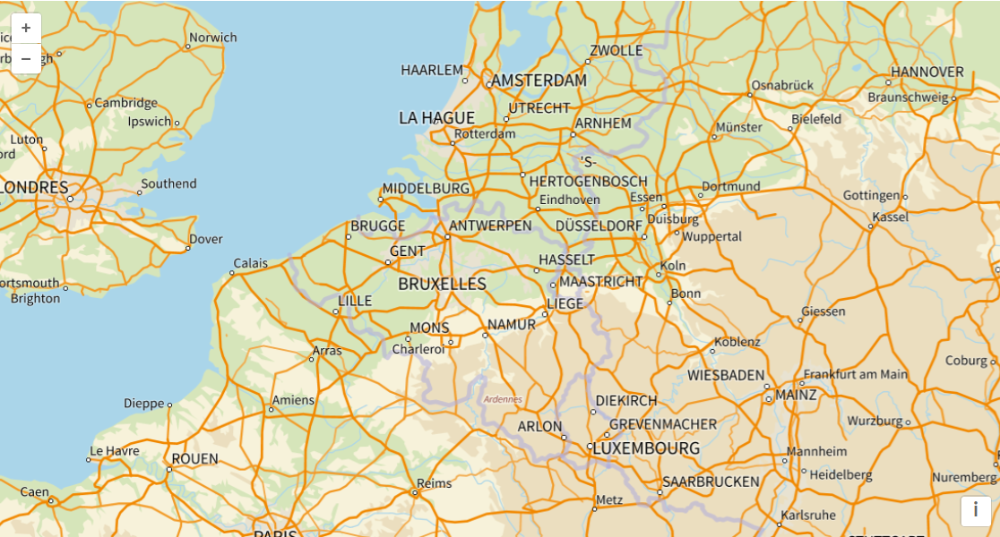 +
−
Norwich
Cambridge
Ipswich
Luton
LONDRES
Southend
Dover
Brighton
Calais
HAARLEM
AMSTERDAM
ZWOLLE
LA HAGUE
UTRECHT
Rotterdam
ARNHEM
'S-
HERTOGENBOSCH
MIDDELBURG
Eindhoven
Essen
Dortmund
Duisburg
Wuppertal
DÜSSELDORF
Osnabrück
HANNOVER
Braunschweig
Bielefeld
Münster
Gottingen
Kassel
BRUGGE
ANTWERPEN
GENT
HASSELT
BRUXELLES
MAASTRICHT
LIEGE
Koln
Bonn
LILLE
MONS
NAMUR
Charleroi
Arras
Giessen
Koblenz
Coburg
WIESBADEN
Frankfurt am Main
MAINZ
Dieppe
Amiens
Ardennes
DIEKIRCH
ARLON
GREVENMACHER
LUXEMBOURG
Wurzburg
Le Havre
ROUEN
Mannheim
Heidelberg
Nuremberg
Caen
Reims
SAARBRUCKEN
Metz
Karlsruhe
PARIS
i